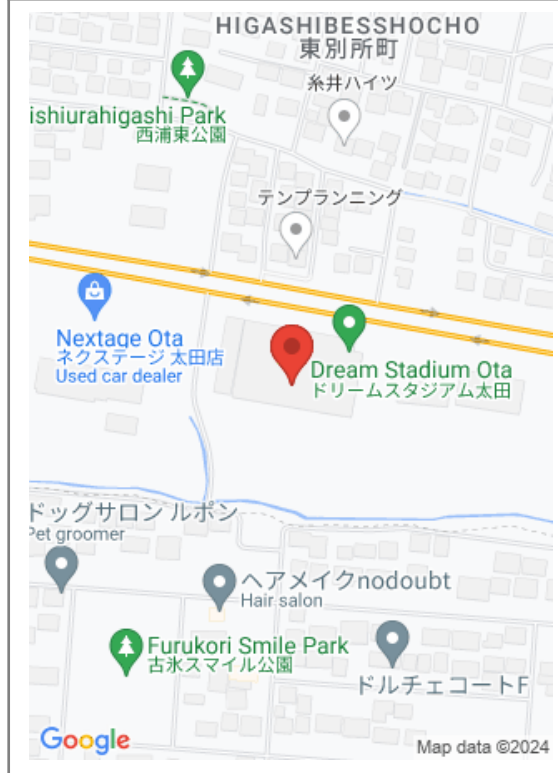 HIGASHIBESSHOCHO
東別所町
糸井ハイツ
ishiurahigashi Park
西浦東公園
テンプランニング
Nextage Ota
ネクステージ 太田店
Used car dealer
Dream Stadium Ota
ドリームスタジアム太田
ドッグサロン ルポン
Pet groomer
ヘアメイクnodoubt
Hair salon
Furukori Smile Park
古氷スマイル公園
ドルチェコートF
Google
Map data ©2024